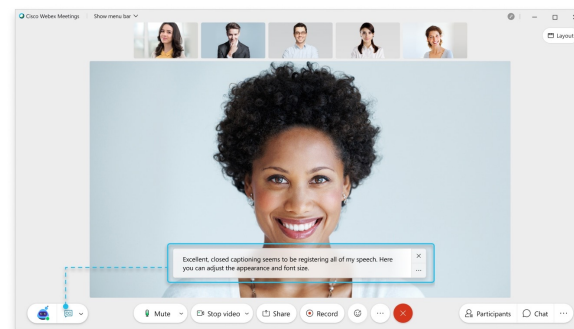 Cisco Webex Meetings Show menu bar
Layout
Excellent, closed captioning seems to be registering all of my speech. Here
you can adjust the appearance and font size.
Mute Stop video Share Record Participants Chat